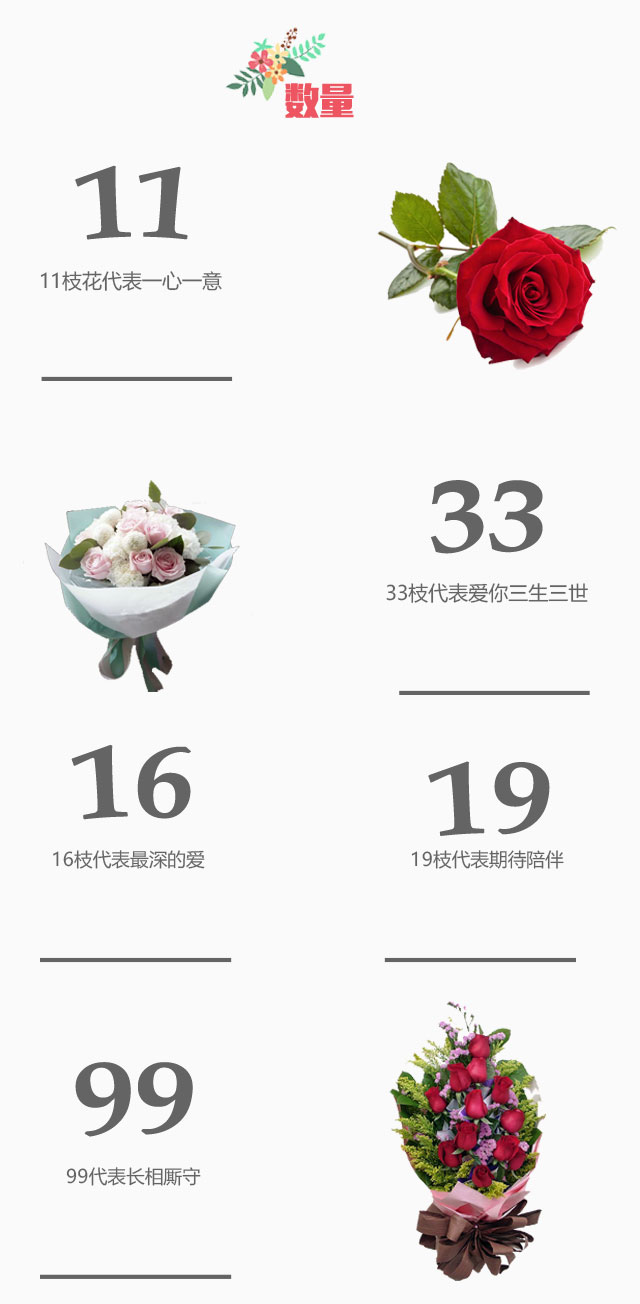 数量
11
11枝花代表一心一意
33
33枝代表爱你三生三世
16
16枝代表最深的爱
19
19枝代表期待陪伴
99
99代表长相厮守